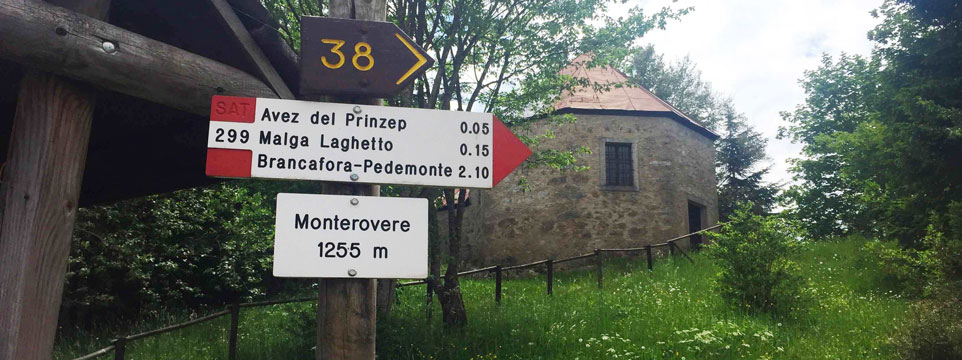 38
SAT
299
Avez del Prinzep 0.05
Malga Laghetto 0.15
Brancafora-Pedemonte 2.10
Monterovere
1255 m